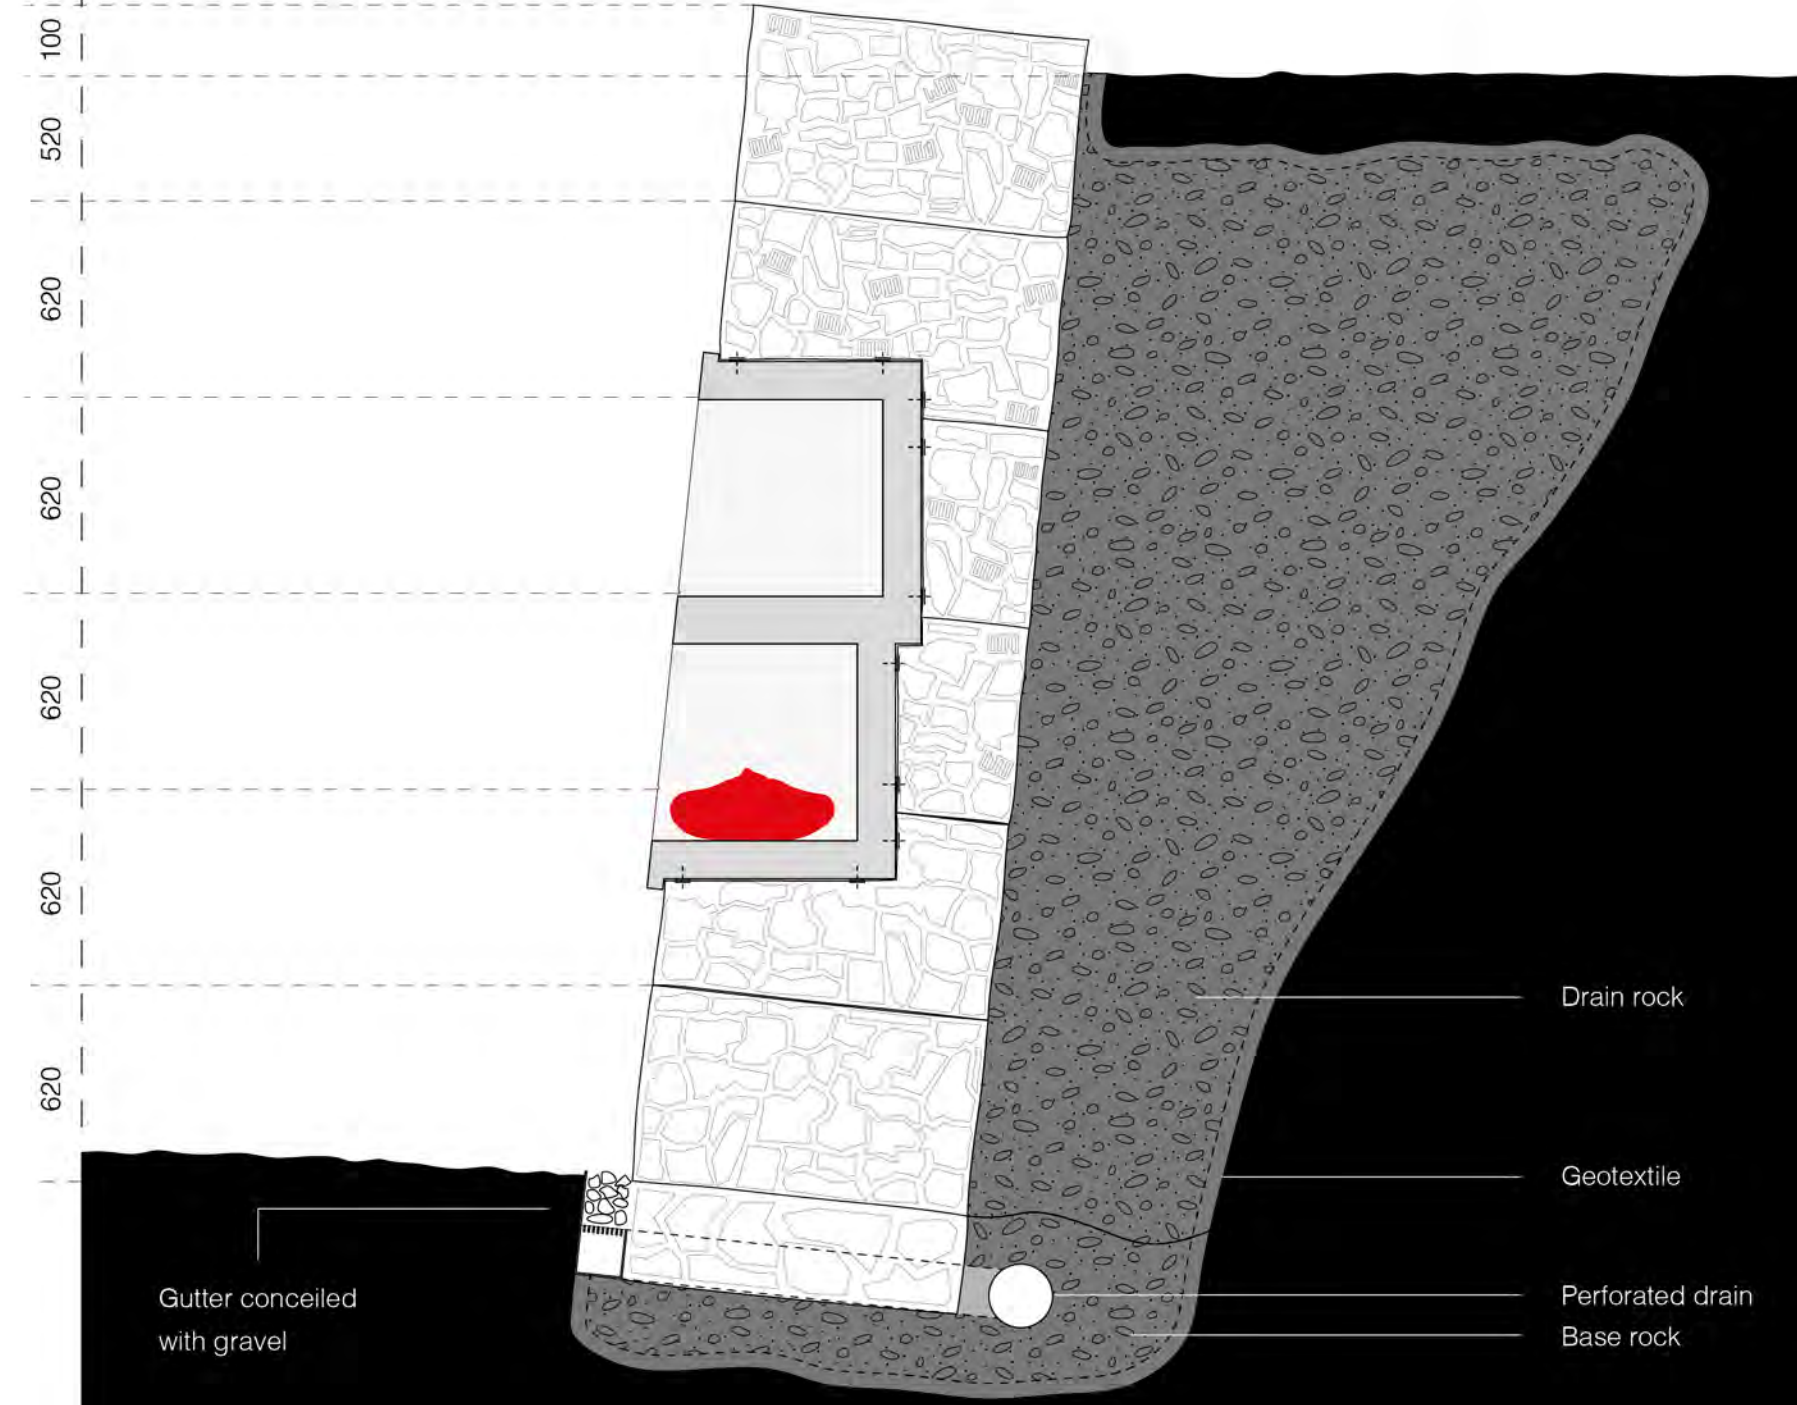 100
520
620
620
620
620
620
Drain rock
Geotextile
Gutter conceiled
with gravel
Perforated drain
Base rock